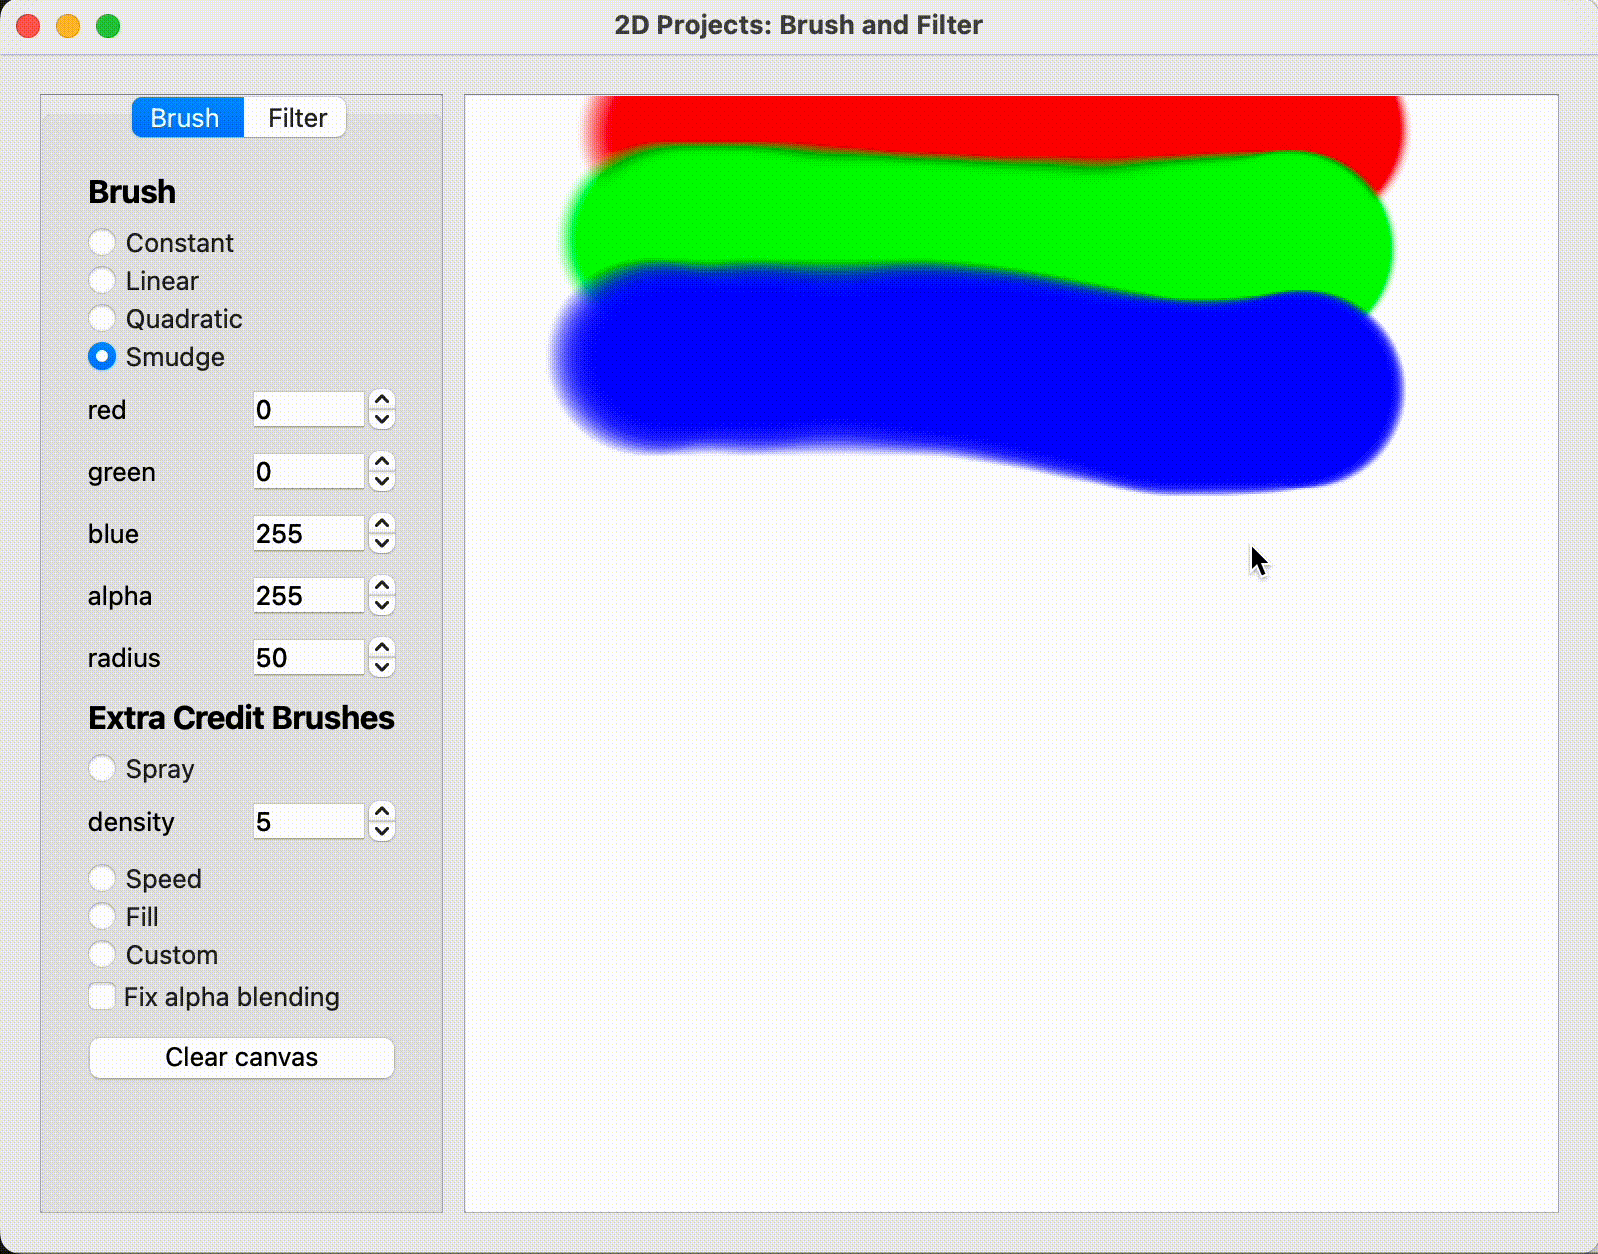 2D Projects: Brush and Filter
Brush Filter
Brush
Constant
Linear
Quadratic
Smudge
red 0
green 0
blue 255
alpha 255
radius 50
Extra Credit Brushes
Spray
density 5
Speed
Fill
Custom
Fix alpha blending
Clear canvas